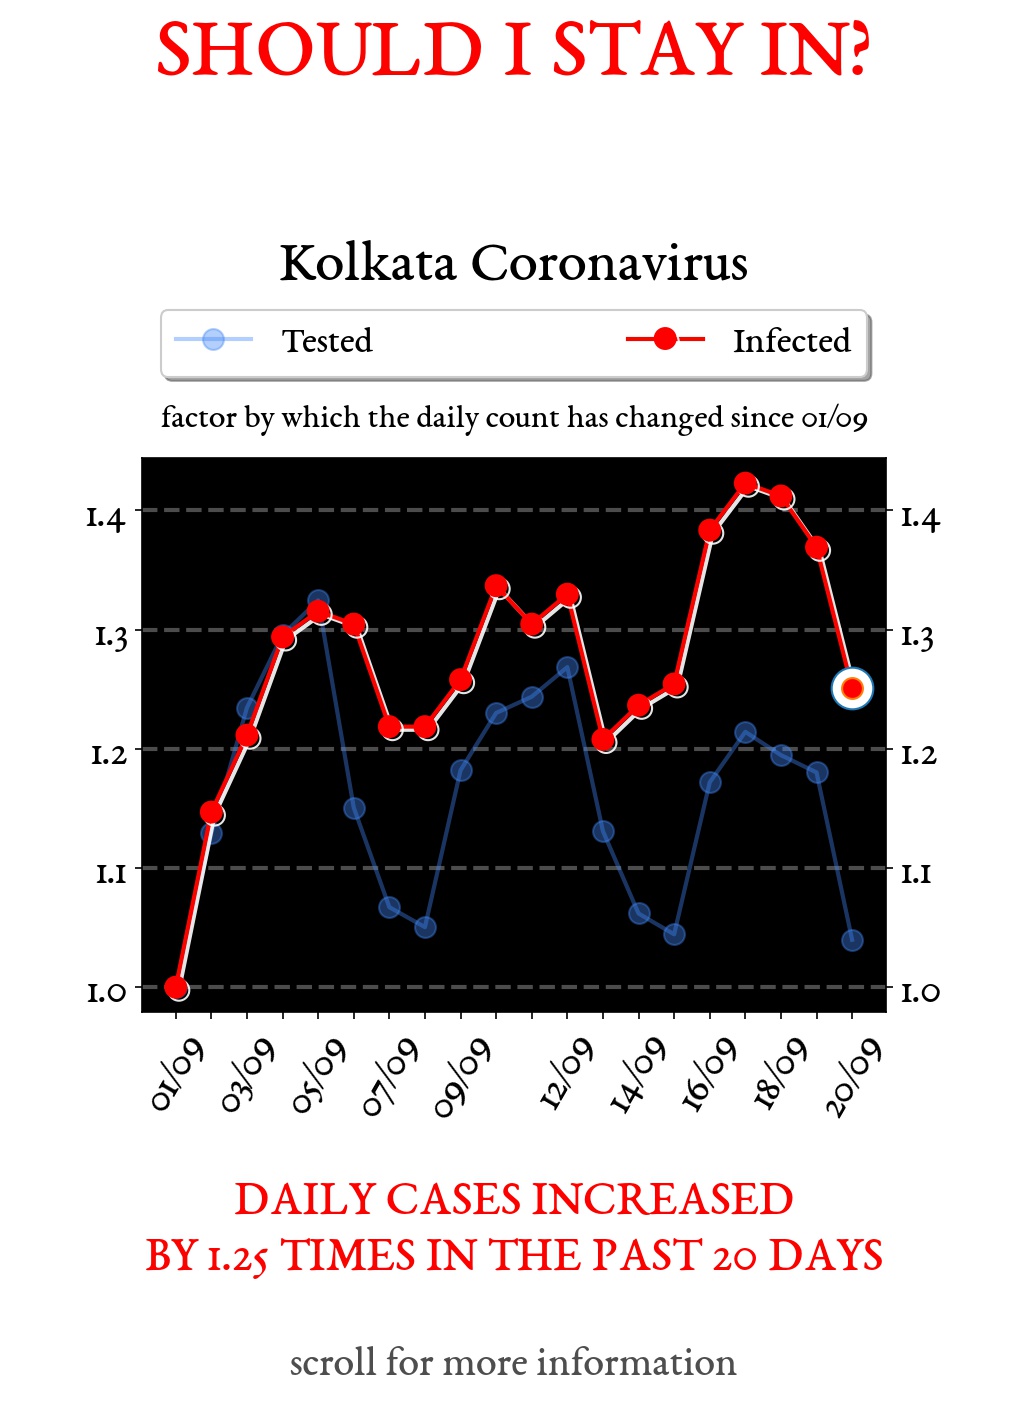 SHOULD I STAY IN?
Kolkata Coronavirus
Tested Infected
factor by which the daily count has changed since 01/09
1.4 1.4
1.3 1.3
1.2 1.2
1.1 1.1
1.0 1.0
01/09 03/09 05/09 07/09 09/09 12/09 14/09 16/09 18/09 20/09
DAILY CASES INCREASED
BY 1.25 TIMES IN THE PAST 20 DAYS
scroll for more information